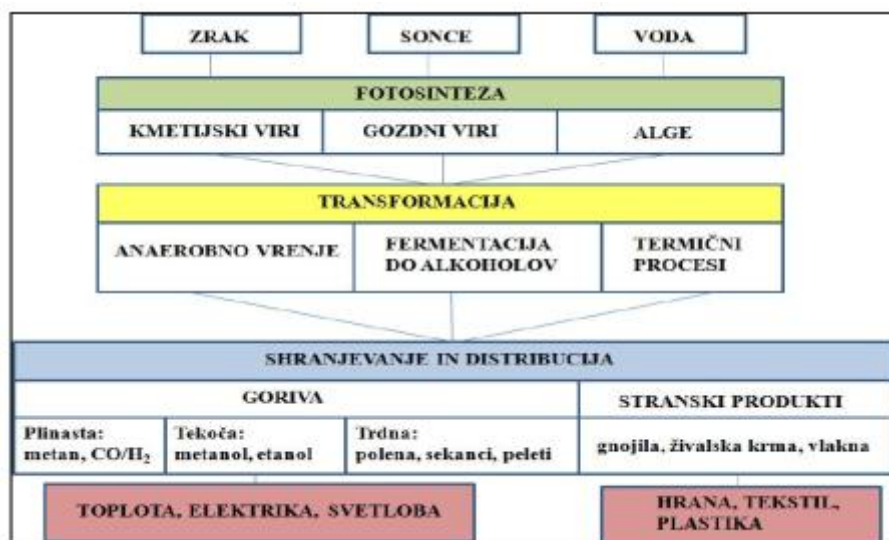 ZRAK
SONCE
VODA
FOTOSINTEZA
KMETIJSKI VIRI
GOZDNI VIRI
ALGE
TRANSFORMACIJA
ANAEROBNO VRENJE
FERMENTACIJA
DO ALKOHOLOV
TERMIČNI
PROCESI
SHRANJEVANJE IN DISTRIBUCIJA
GORIVA
STRANSKI PRODUKTI
Plinasta:
metan, CO/H₂
Tekoča:
metanol, etanol
Trdna:
polena, sekanci, peleti
gnojila, živalska krma, vlakna
TOPLOTA, ELEKTRIKA, SVETLOBA
HRANA, TEKSTIL,
PLASTIKA